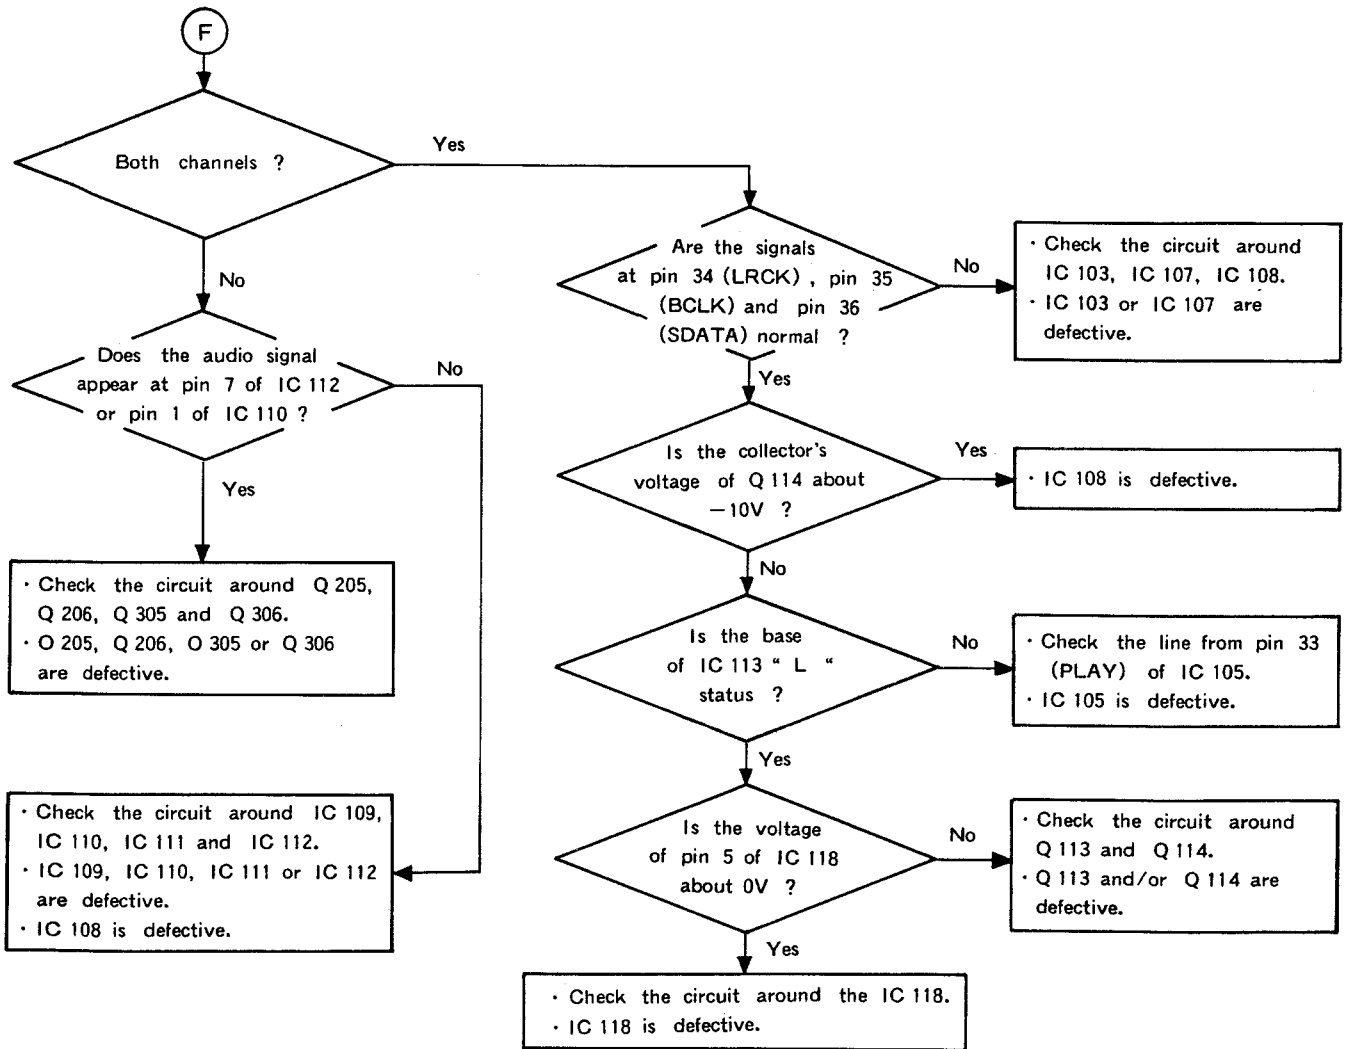 F
Both channels ?
Yes
No
Does the audio signal
appear at pin 7 of IC 112
or pin 1 of IC 110 ?
No
Yes
· Check the circuit around Q 205,
Q 206, Q 305 and Q 306.
· O 205, Q 206, O 305 or Q 306
are defective.
· Check the circuit around IC 109,
IC 110, IC 111 and IC 112.
· IC 109, IC 110, IC 111 or IC 112
are defective.
· IC 108 is defective.
Are the signals
at pin 34 (LRCK) , pin 35
(BCLK) and pin 36
(SDATA) normal ?
No
· Check the circuit around
IC 103, IC 107, IC 108.
· IC 103 or IC 107 are
defective.
Yes
Is the collector's
voltage of Q 114 about
—10V ?
Yes
· IC 108 is defective.
No
Is the base
of IC 113 “ L “
status ?
No
· Check the line from pin 33
(PLAY) of IC 105.
· IC 105 is defective.
Yes
Is the voltage
of pin 5 of IC 118
about 0V ?
No
· Check the circuit around
Q 113 and Q 114.
· Q 113 and/or Q 114 are
defective.
Yes
· Check the circuit around the IC 118.
· IC 118 is defective.